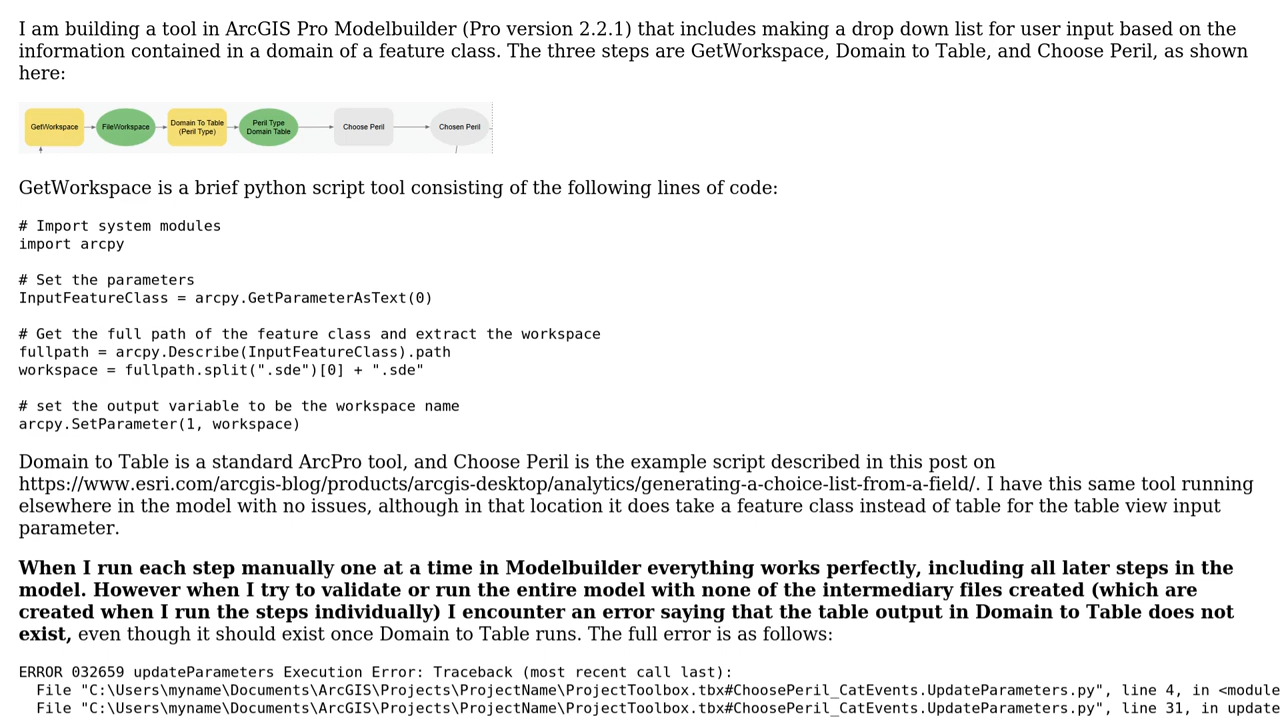 I am building a tool in ArcGIS Pro Modelbuilder (Pro version 2.2.1) that includes making a drop down list for user input based on the
information contained in a domain of a feature class. The three steps are GetWorkspace, Domain to Table, and Choose Peril, as shown
here:
GetWorkspace
FileWorkspace
Domain To Table
(Peril Type)
Peril Type
Domain Table
Choose Peril
Chosen Peril
GetWorkspace is a brief python script tool consisting of the following lines of code:
# Import system modules
import arcpy
# Set the parameters
InputFeatureClass = arcpy.GetParameterAsText(0)
# Get the full path of the feature class and extract the workspace
fullpath = arcpy.Describe(InputFeatureClass).path
workspace = fullpath.split(".sde")[0] + ".sde"
# set the output variable to be the workspace name
arcpy.SetParameter(1, workspace)
Domain to Table is a standard ArcPro tool, and Choose Peril is the example script described in this post on
https://www.esri.com/arcgis-blog/products/arcgis-desktop/analytics/generating-a-choice-list-from-a-field/. I have this same tool running
elsewhere in the model with no issues, although in that location it does take a feature class instead of table for the table view input
parameter.
When I run each step manually one at a time in Modelbuilder everything works perfectly, including all later steps in the
model. However when I try to validate or run the entire model with none of the intermediary files created (which are
created when I run the steps individually) I encounter an error saying that the table output in Domain to Table does not
exist, even though it should exist once Domain to Table runs. The full error is as follows:
ERROR 032659 updateParameters Execution Error: Traceback (most recent call last):
File "C:\Users\myname\Documents\ArcGIS\Projects\ProjectName\ProjectToolbox.tbx#ChoosePeril_CatEvents.UpdateParameters.py", line 4, in <module
File "C:\Users\myname\Documents\ArcGIS\Projects\ProjectName\ProjectToolbox.tbx#ChoosePeril_CatEvents.UpdateParameters.py", line 31, in update